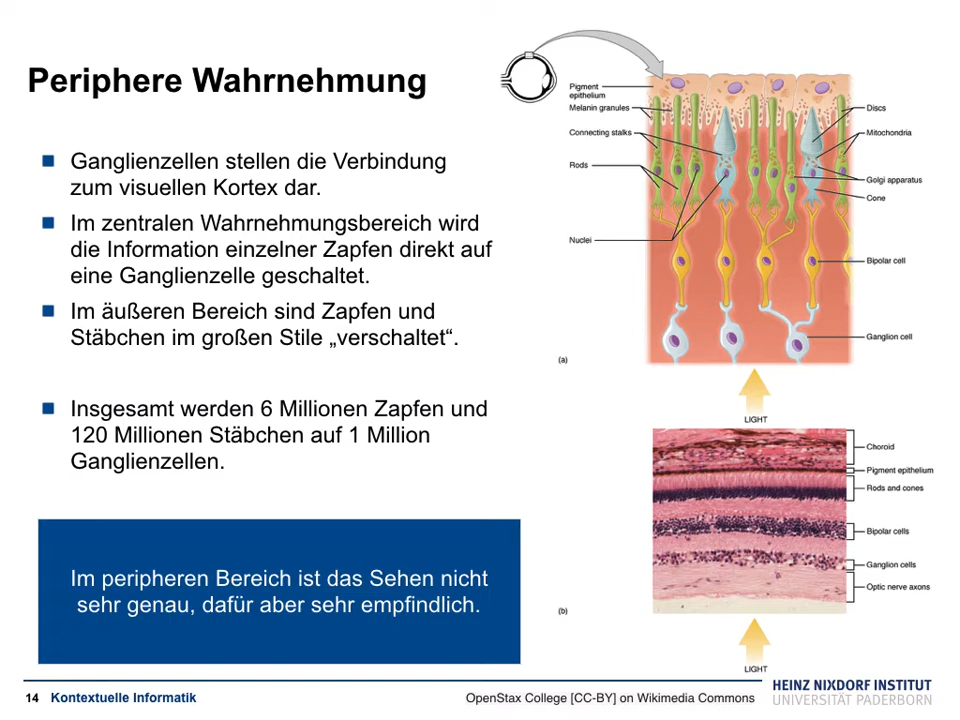 Periphere Wahrnehmung
Ganglienzellen stellen die Verbindung
zum visuellen Kortex dar.
Im zentralen Wahrnehmungsbereich wird
die Information einzelner Zapfen direkt auf
eine Ganglienzelle geschaltet.
Im äußeren Bereich sind Zapfen und
Stäbchen im großen Stile „verschaltet“.
Insgesamt werden 6 Millionen Zapfen und
120 Millionen Stäbchen auf 1 Million
Ganglienzellen.
Im peripheren Bereich ist das Sehen nicht
sehr genau, dafür aber sehr empfindlich.
Pigment
epithelium
Melanin granules
Connecting stalks
Rods
Nuclei
Discs
Mitochondria
Golgi apparatus
Cone
Bipolar cell
Ganglion cell
(a)
LIGHT
Choroid
Pigment epithelium
Rods and cones
Bipolar cells
Ganglion cells
Optic nerve axons
(b)
LIGHT
14 Kontextuelle Informatik
OpenStax College [CC-BY] on Wikimedia Commons
HEINZ NIXDORF INSTITUT
UNIVERSITÄT PADERBORN